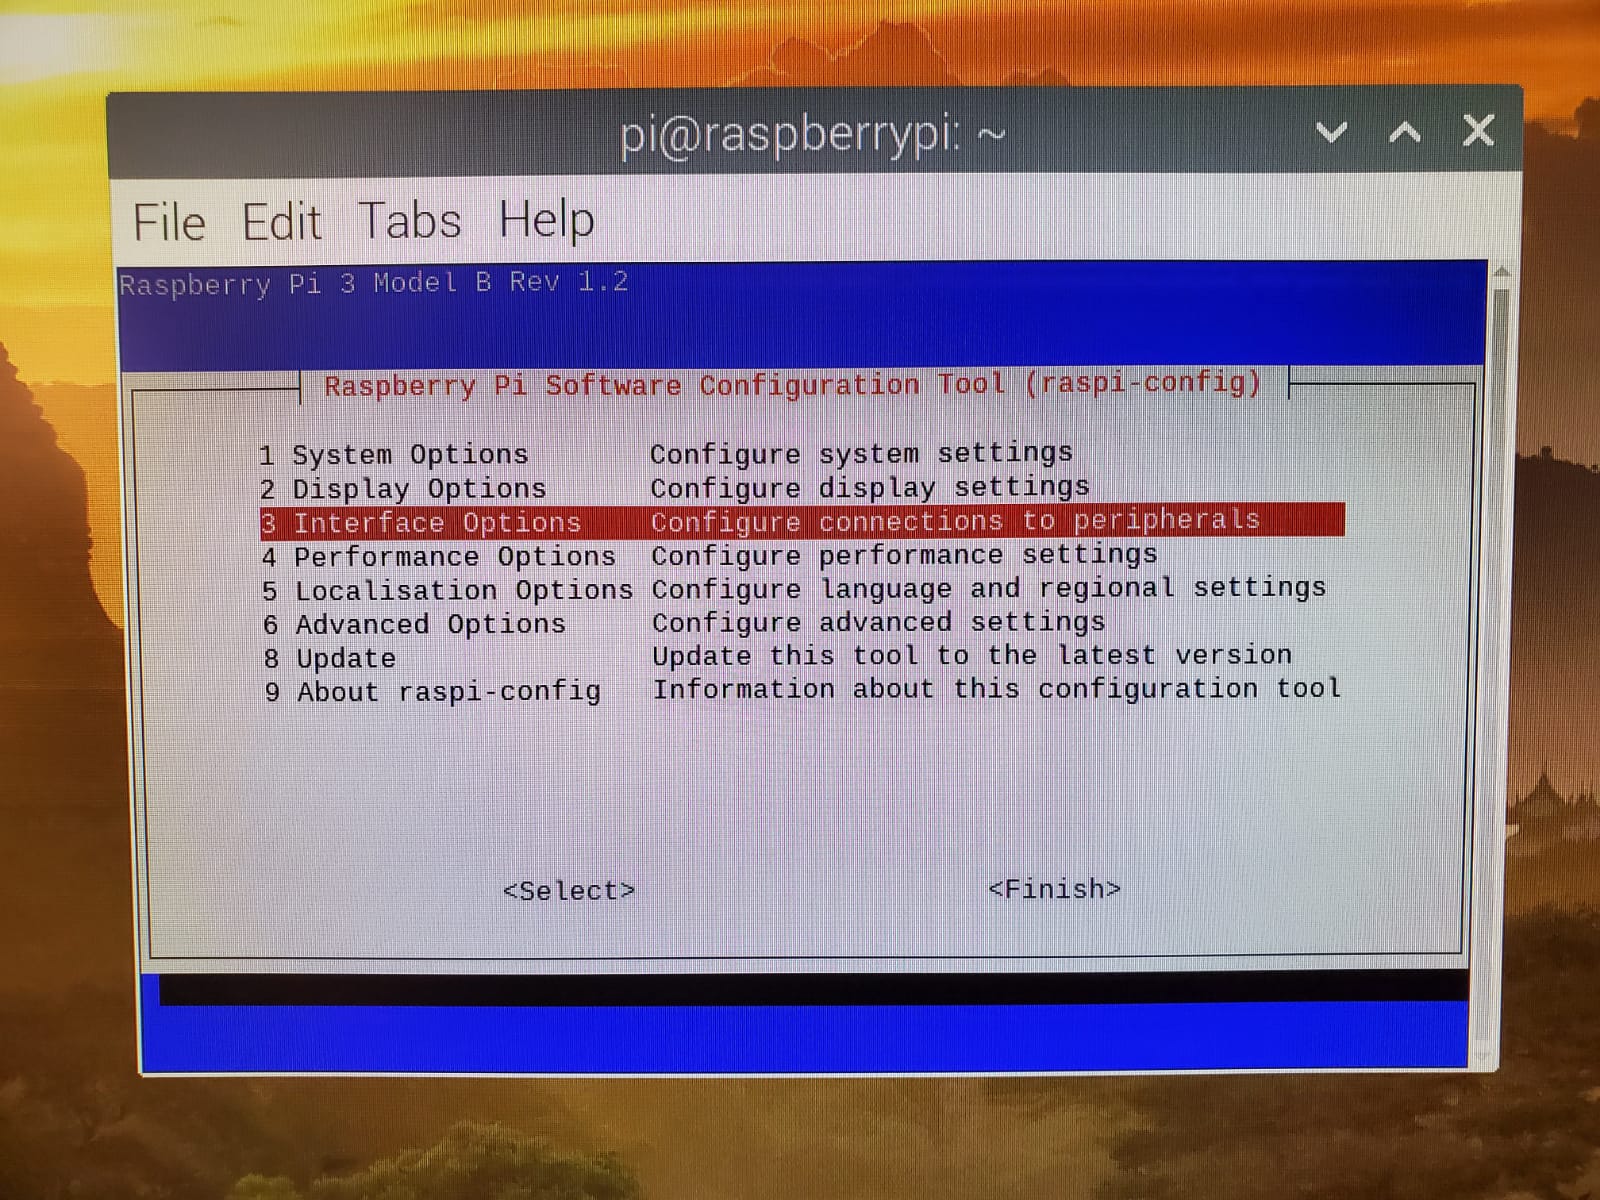 pi@raspberrypi: ~
File Edit Tabs Help
Raspberry Pi 3 Model B Rev 1.2
Raspberry Pi Software Configuration Tool (raspi-config)
1 System Options Configure system settings
2 Display Options Configure display settings
3 Interface Options Configure connections to peripherals
4 Performance Options Configure performance settings
5 Localisation Options Configure language and regional settings
6 Advanced Options Configure advanced settings
8 Update Update this tool to the latest version
9 About raspi-config Information about this configuration tool
<Select> <Finish>